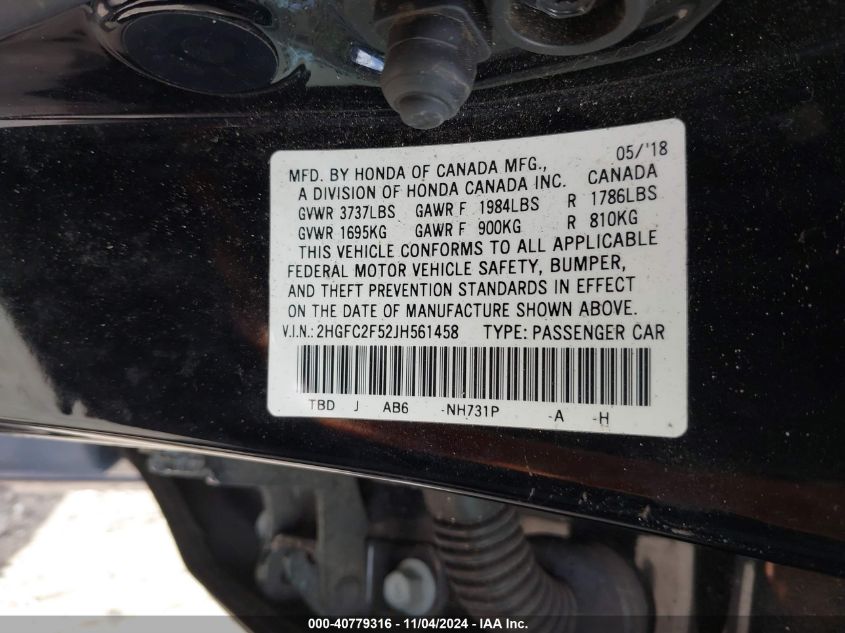 05/'18
MFD. BY HONDA OF CANADA MFG.,
A DIVISION OF HONDA CANADA INC. CANADA
GVWR 3737LBS GAWR F 1984LBS R 1786LBS
GVWR 1695KG GAWR F 900KG R 810KG
THIS VEHICLE CONFORMS TO ALL APPLICABLE
FEDERAL MOTOR VEHICLE SAFETY, BUMPER,
AND THEFT PREVENTION STANDARDS IN EFFECT
ON THE DATE OF MANUFACTURE SHOWN ABOVE.
V.I.N.: 2HGFC2F52JH561458 TYPE: PASSENGER CAR
TBD J AB6 -NH731P -A -H
000-40779316 - 11/04/2024 - IAA Inc.